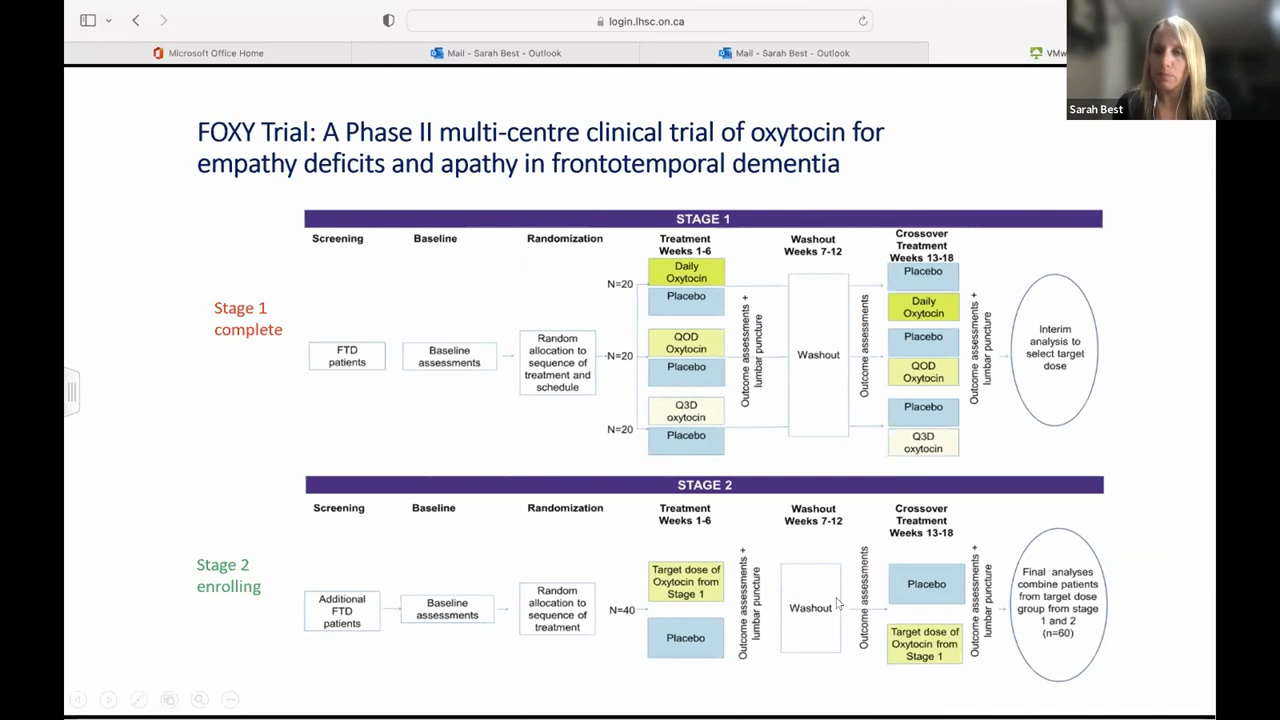 login.lhsc.on.ca
Microsoft Office Home
Mail - Sarah Best - Outlook
Mail - Sarah Best - Outlook
Sarah Best
FOXY Trial: A Phase II multi-centre clinical trial of oxytocin for
empathy deficits and apathy in frontotemporal dementia
STAGE 1
Screening
Baseline
Randomization
Treatment
Weeks 1-6
Washout
Weeks 7-12
Crossover
Treatment
Weeks 13-18
Stage 1
complete
FTD
patients
Baseline
assessments
Random
allocation to
sequence of
treatment and
schedule
N=20
Daily
Oxytocin
Placebo
N=20
QOD
Oxytocin
Placebo
N=20
Q3D
oxytocin
Placebo
Outcome assessments +
lumbar puncture
Washout
Outcome assessments
Placebo
Daily
Oxytocin
Placebo
QOD
Oxytocin
Placebo
Q3D
oxytocin
Outcome assessments +
lumbar puncture
Interim
analysis to
select target
dose
STAGE 2
Screening
Baseline
Randomization
Treatment
Weeks 1-6
Washout
Weeks 7-12
Crossover
Treatment
Weeks 13-18
Stage 2
enrolling
Additional
FTD
patients
Baseline
assessments
Random
allocation to
sequence of
treatment
N=40
Target dose of
Oxytocin from
Stage 1
Placebo
Outcome assessments +
lumbar puncture
Washout
Outcome assessments
Placebo
Target dose of
Oxytocin from
Stage 1
Outcome assessments +
lumbar puncture
Final analyses
combine patients
from target dose
group from stage
1 and 2
(n=60)